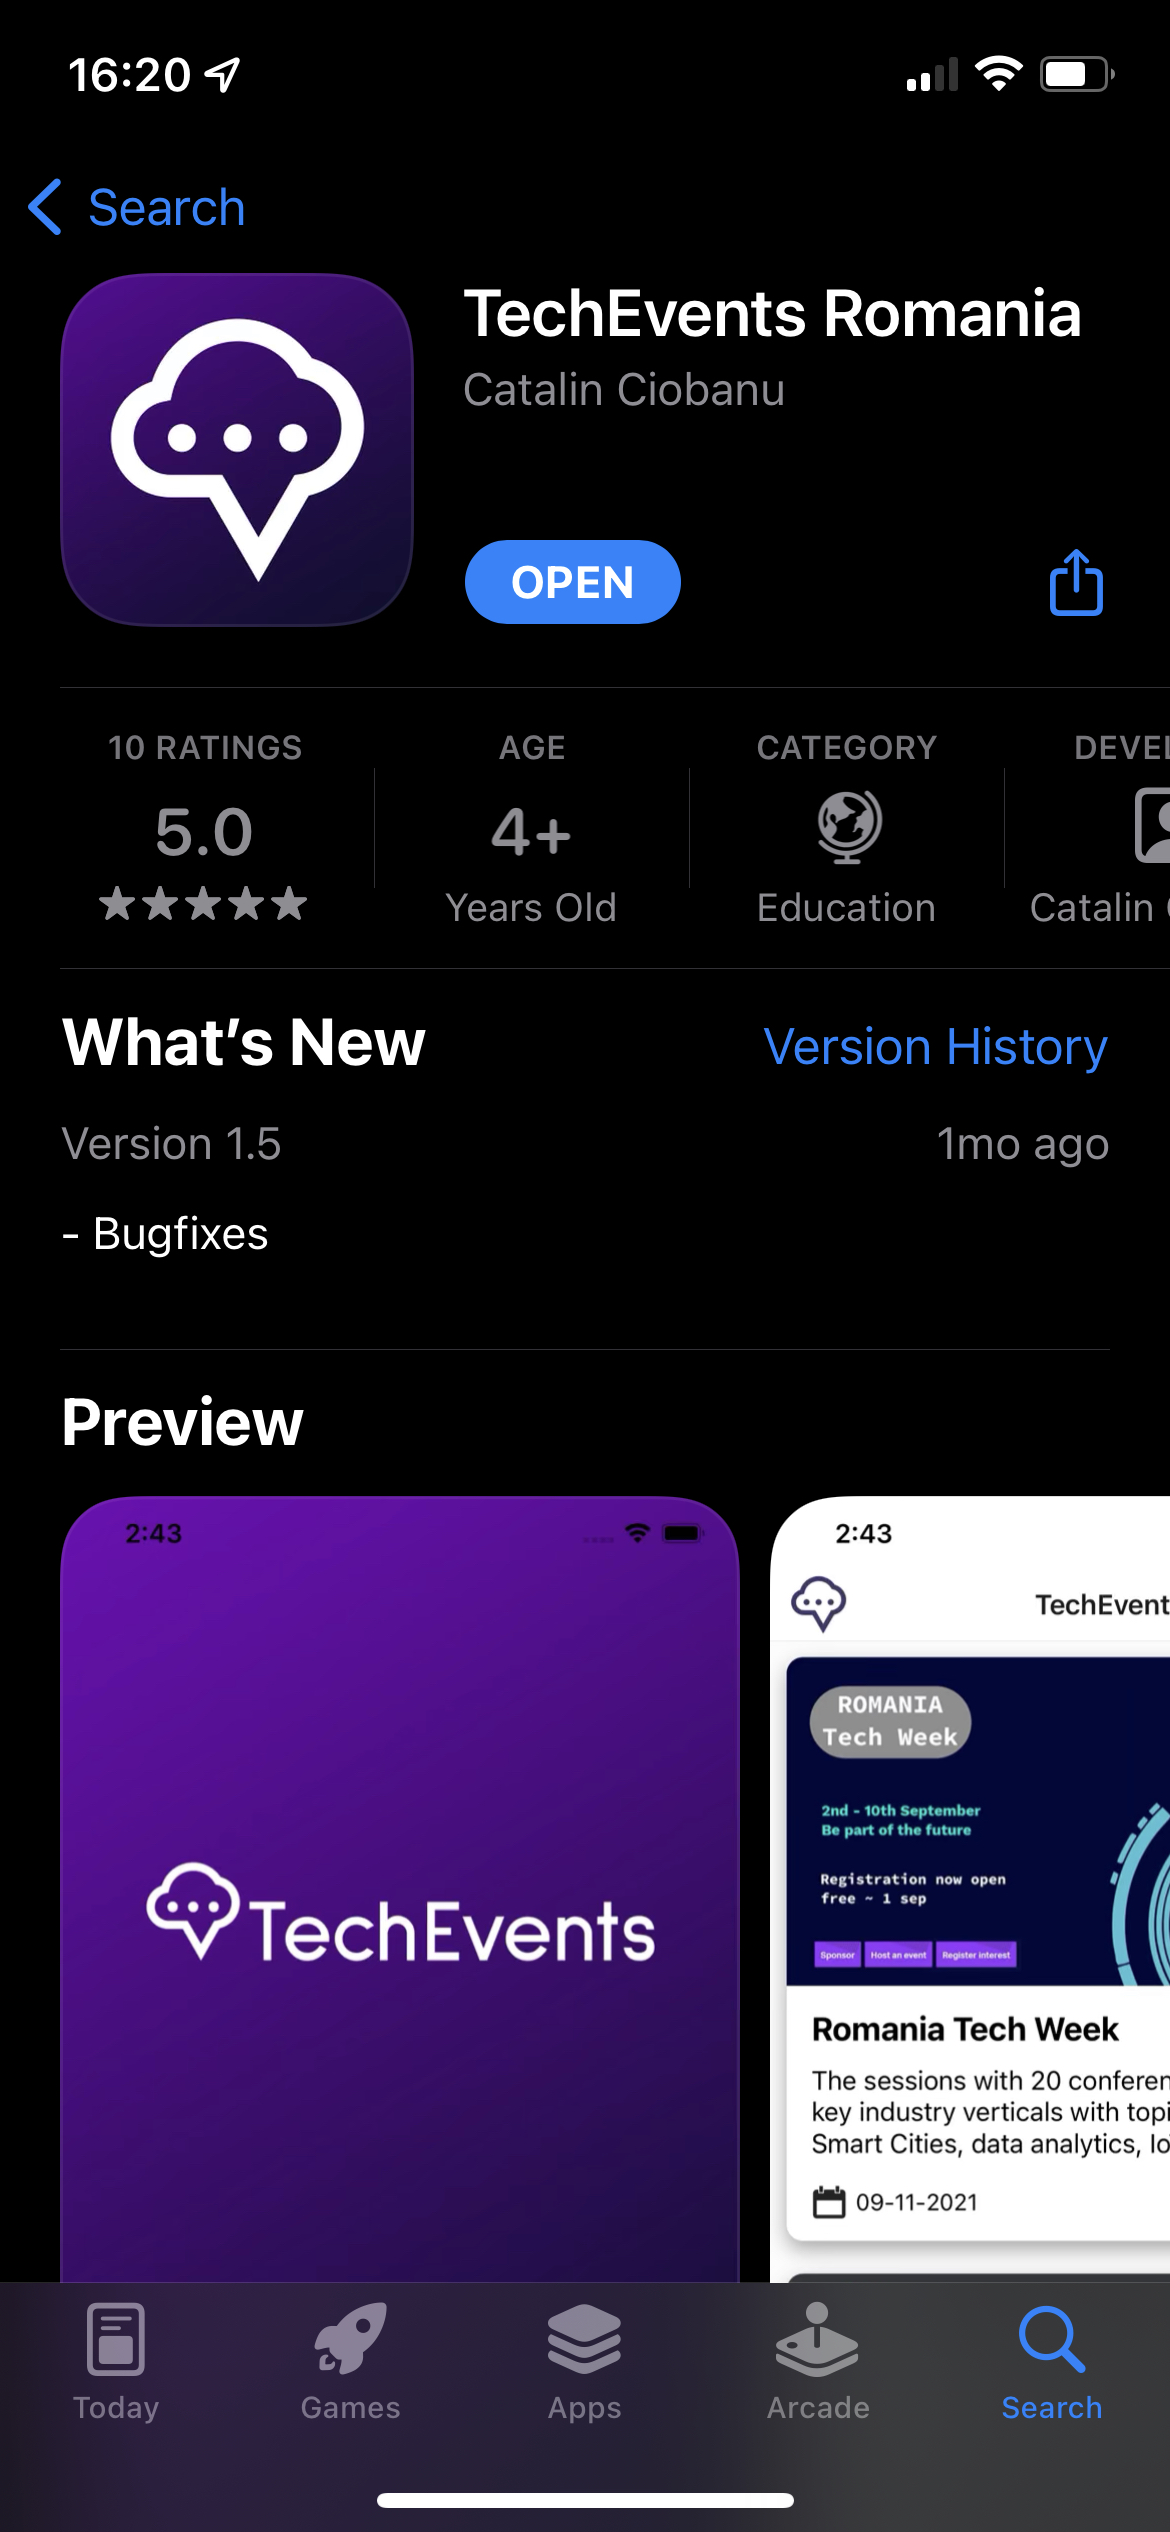 16:20
Search
TechEvents Romania
Catalin Ciobanu
OPEN
10 RATINGS
5.0
AGE
4+
Years Old
CATEGORY
Education
DEVEL
Catalin
What's New
Version History
Version 1.5
1mo ago
- Bugfixes
Preview
2:43
TechEvents
2:43
TechEvent
ROMANIA
Tech Week
2nd - 10th September
Be part of the future
Registration now open
free ~ 1 sep
Sponsor
Host an event
Register interest
Romania Tech Week
The sessions with 20 conferen
key industry verticals with topi
Smart Cities, data analytics, Io
09-11-2021
Today
Games
Apps
Arcade
Search